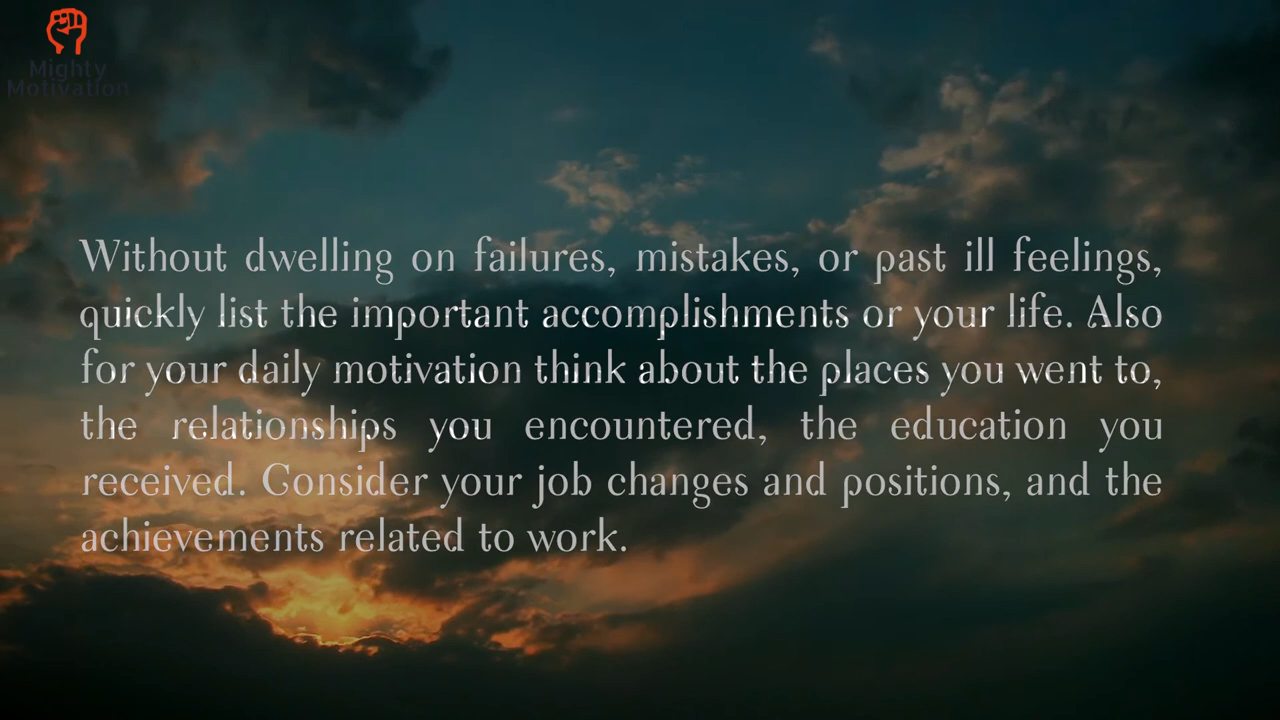 Mighty
Motivation
Without dwelling on failures, mistakes, or past ill feelings,
quickly list the important accomplishments or your life. Also
for your daily motivation think about the places you went to,
the relationships you encountered, the education you
received. Consider your job changes and positions, and the
achievements related to work.